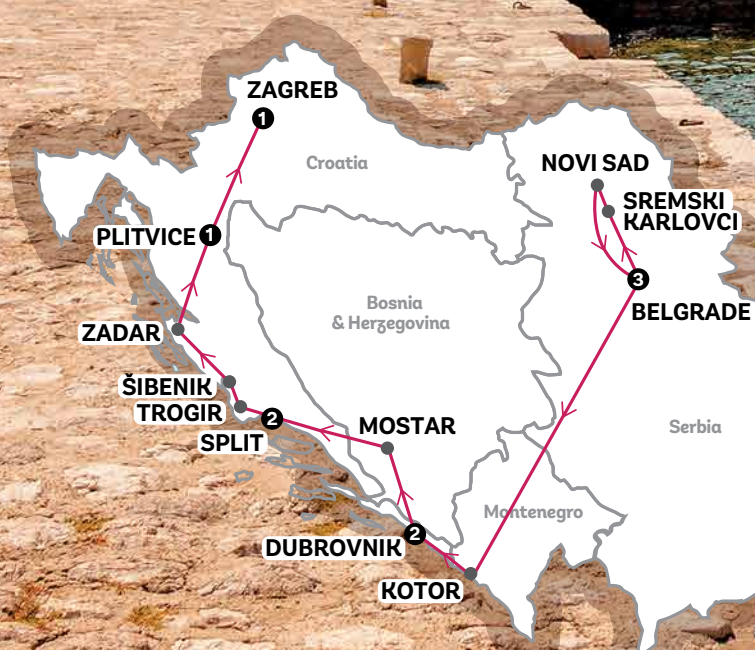 ZAGREB
1
Croatia
NOVI SAD
SREMSKI
KARLOVCI
PLITVICE 1
3
BELGRADE
Bosnia
& Herzegovina
ZADAR
ŠIBENIK
TROGIR
2
SPLIT
MOSTAR
Serbia
Montenegro
2
DUBROVNIK
KOTOR